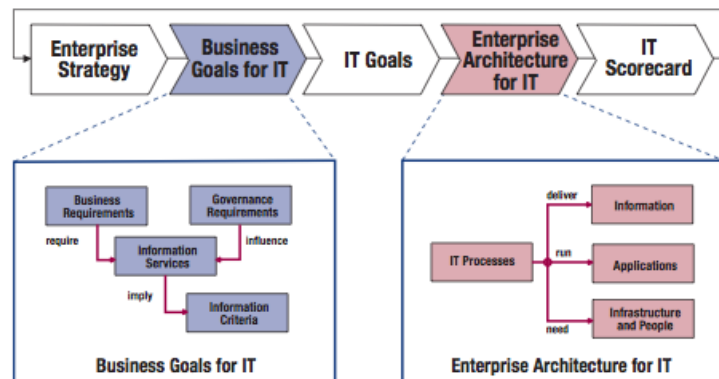 Enterprise
Strategy
Business
Goals for IT
IT Goals
Enterprise
Architecture
for IT
IT
Scorecard
Business
Requirements
Governance
Requirements
require
influence
Information
Services
imply
Information
Criteria
Business Goals for IT
deliver
Information
IT Processes
run
Applications
need
Infrastructure
and People
Enterprise Architecture for IT